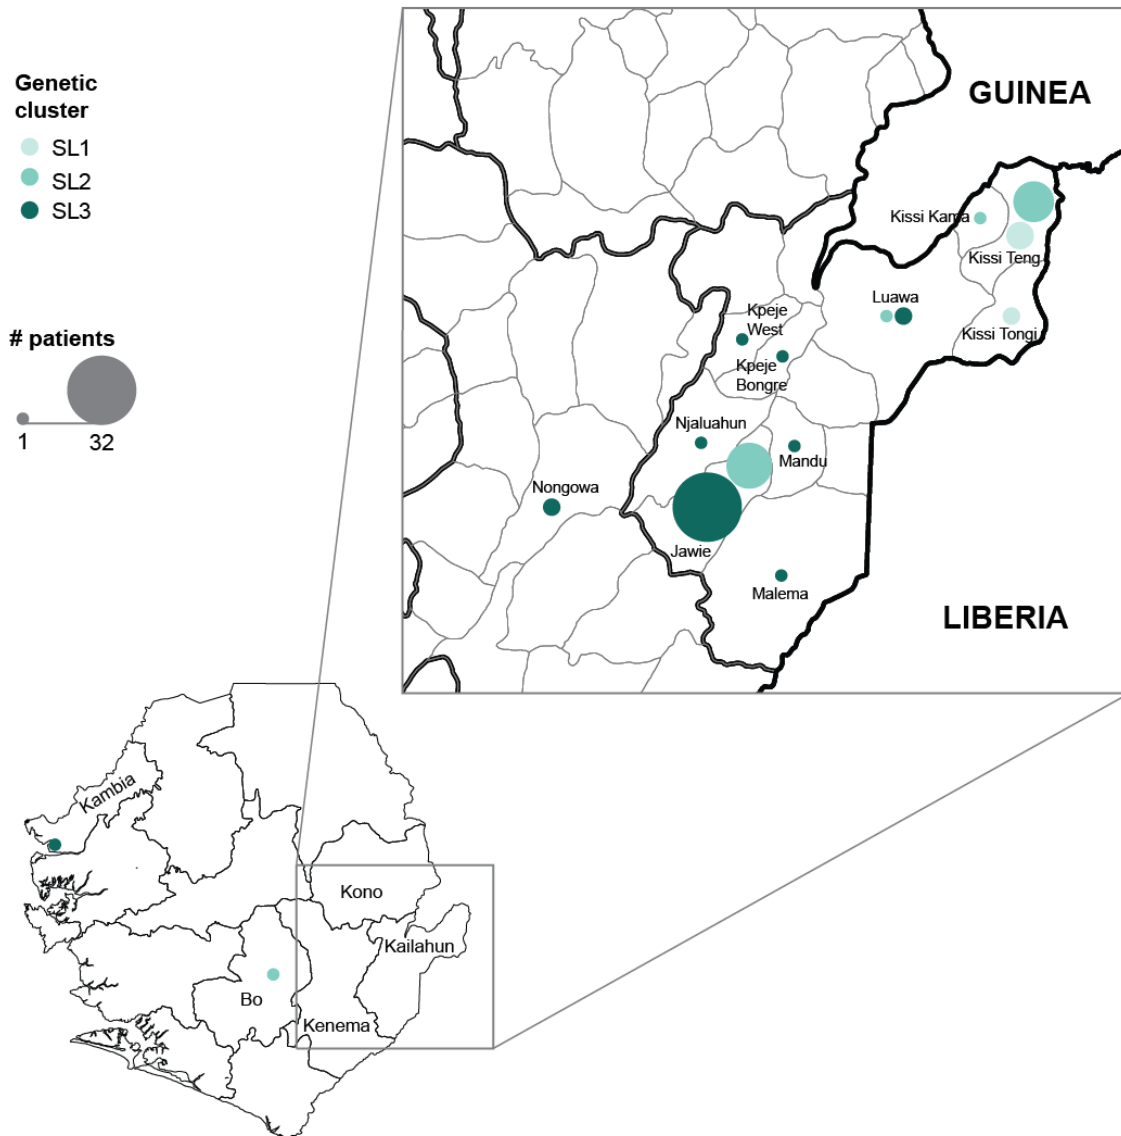 Genetic
cluster
SL1
SL2
SL3
# patients
1
32
GUINEA
Kissi Kama
Kissi Teng
Luawa
Kissi Tongi
Kpeje
West
Kpeje
Bongre
Njaluahun
Mandu
Nongowa
Jawie
Malema
LIBERIA
Kambia
Kono
Kailahun
Bo
Kenema